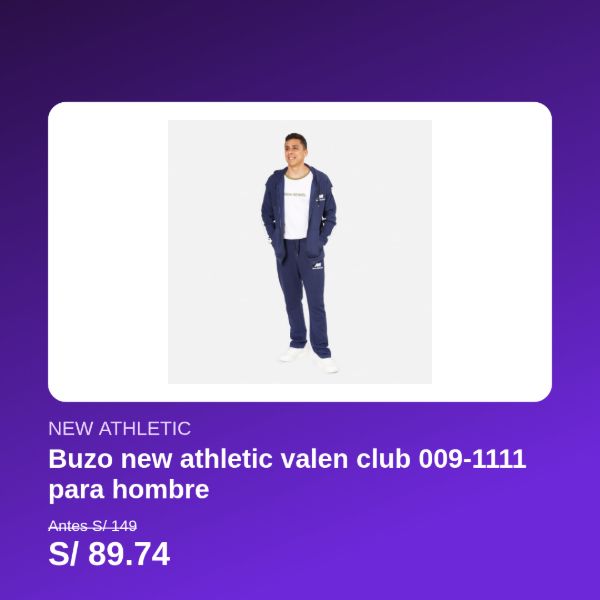 NEW ATHLETIC
Buzo new athletic valen club 009-1111
para hombre
Antes S/ 149
S/ 89.74